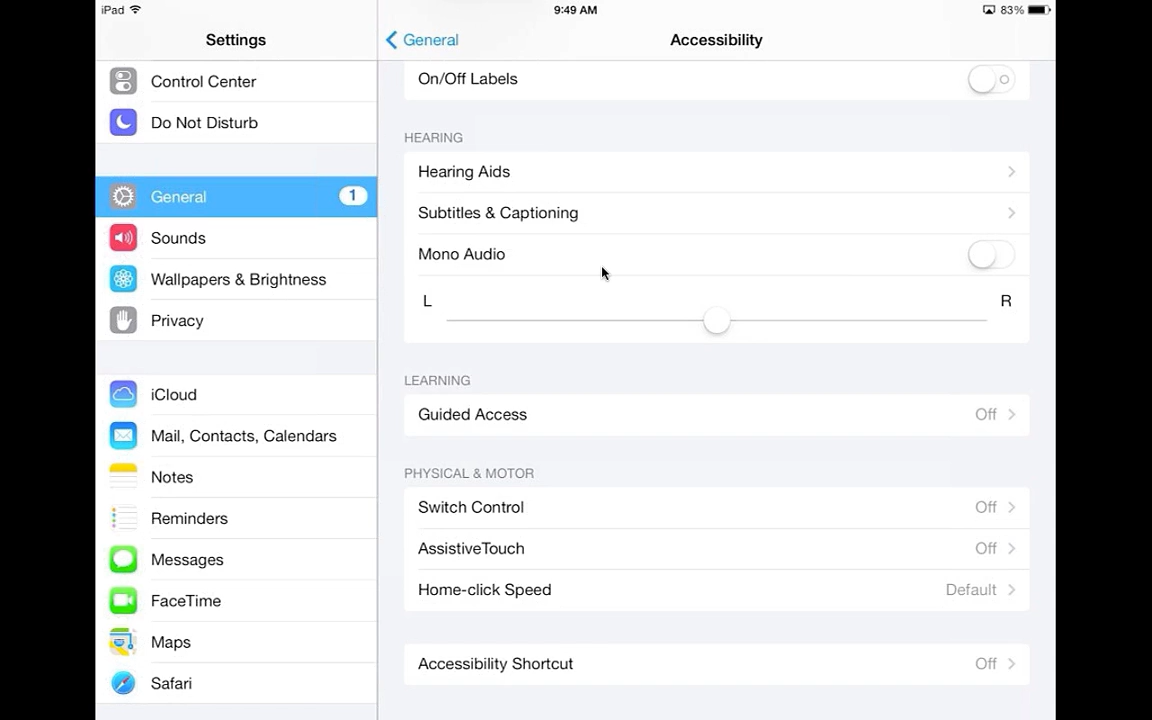 iPad 9:49 AM 83%
Settings
General Accessibility
Control Center
Do Not Disturb
General 1
Sounds
Wallpapers & Brightness
Privacy
iCloud
Mail, Contacts, Calendars
Notes
Reminders
Messages
FaceTime
Maps
Safari
On/Off Labels
HEARING
Hearing Aids
Subtitles & Captioning
Mono Audio
L R
LEARNING
Guided Access Off
PHYSICAL & MOTOR
Switch Control Off
AssistiveTouch Off
Home-click Speed Default
Accessibility Shortcut Off